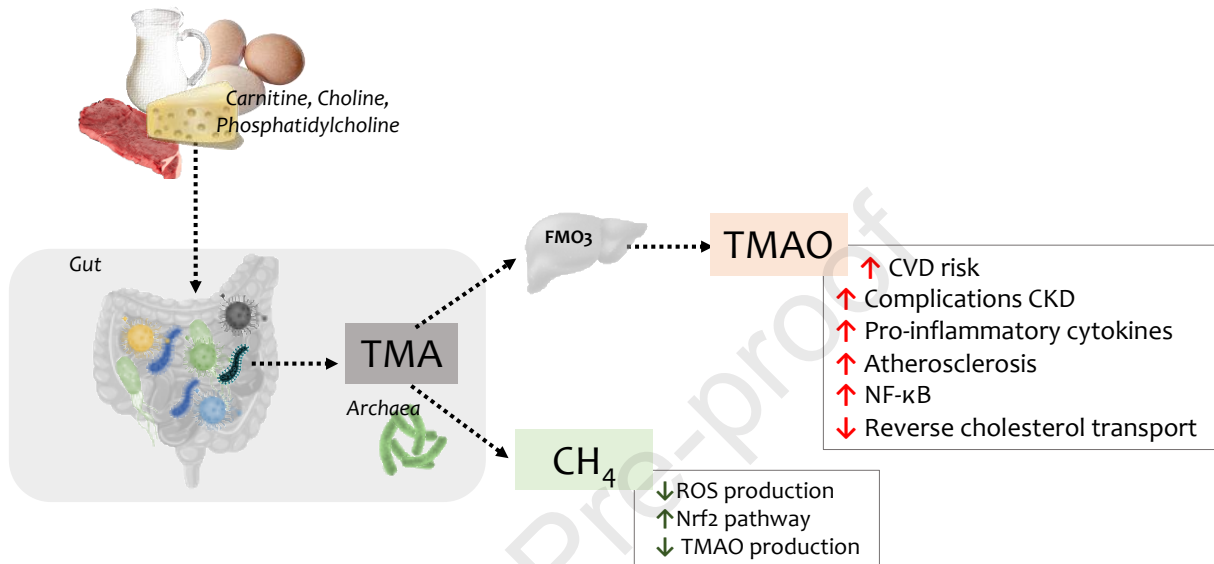 Carnitine, Choline,
Phosphatidylcholine
Gut
TMA
Archaea
FMO3
TMAO
↑ CVD risk
↑ Complications CKD
↑ Pro-inflammatory cytokines
↑ Atherosclerosis
↑ NF-κB
↓ Reverse cholesterol transport
CH₄
↓ROS production
↑Nrf2 pathway
↓ TMAO production
Pre-proof